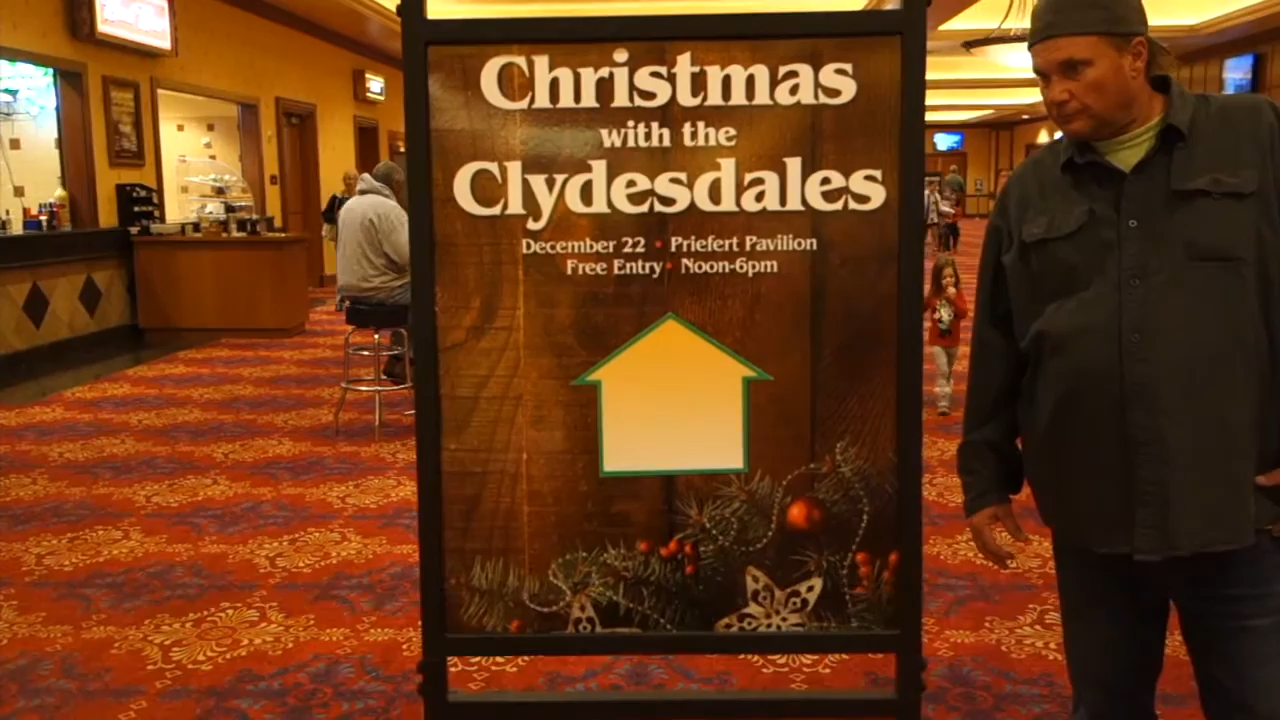 Christmas
with the
Clydesdales
December 22 • Priefert Pavilion
Free Entry • Noon-6pm